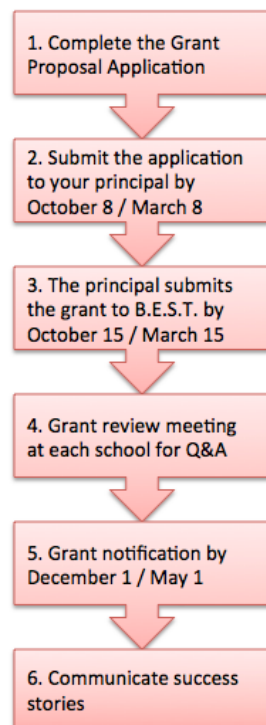 1. Complete the Grant
Proposal Application
2. Submit the application
to your principal by
October 8 / March 8
3. The principal submits
the grant to B.E.S.T. by
October 15 / March 15
4. Grant review meeting
at each school for Q&A
5. Grant notification by
December 1 / May 1
6. Communicate success
stories